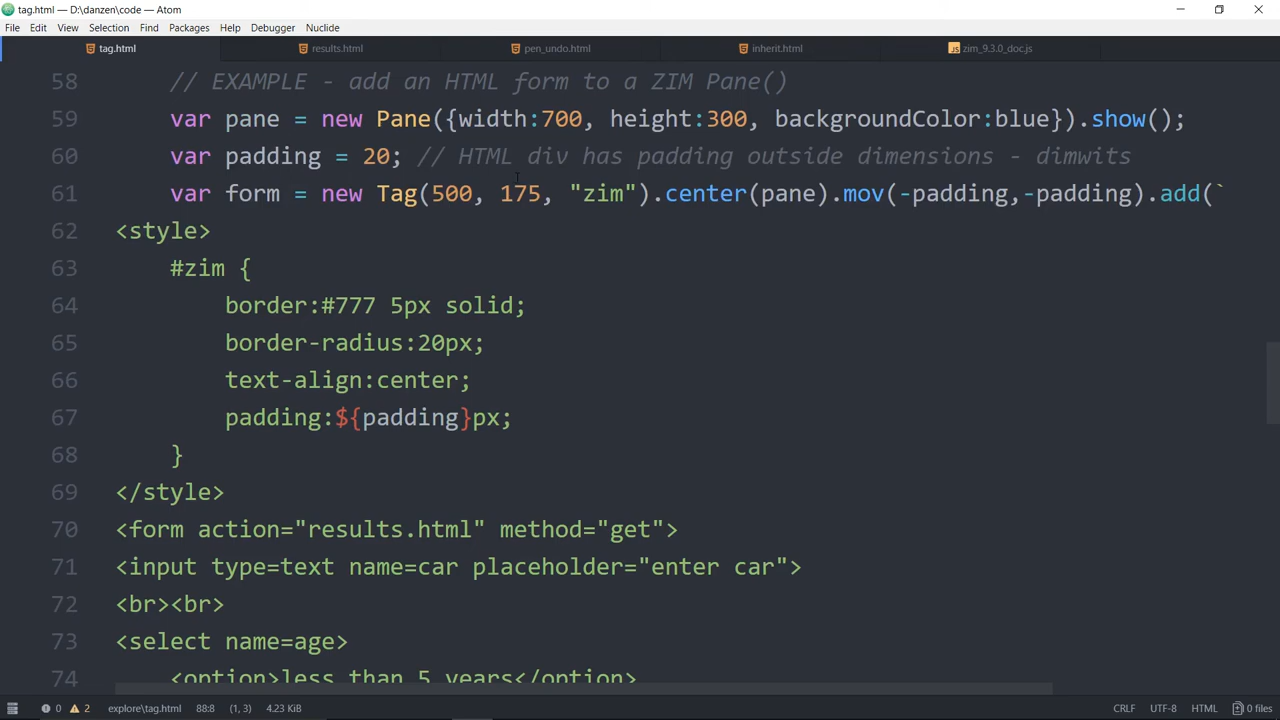 tag.html — D:\danzen\code — Atom
File Edit View Selection Find Packages Help Debugger Nuclide
tag.html results.html pen_undo.html inherit.html zim_9.3.0_doc.js
58 // EXAMPLE - add an HTML form to a ZIM Pane()
59 var pane = new Pane({width:700, height:300, backgroundColor:blue}).show();
60 var padding = 20; // HTML div has padding outside dimensions - dimwits
61 var form = new Tag(500, 175, "zim").center(pane).mov(-padding,-padding).add(`
62 <style>
63 #zim {
64 border:#777 5px solid;
65 border-radius:20px;
66 text-align:center;
67 padding:${padding}px;
68 }
69 </style>
70 <form action="results.html" method="get">
71 <input type=text name=car placeholder="enter car">
72 <br><br>
73 <select name=age>
74 <option>less than 5 years</option>
0 2 explore\tag.html 88:8 (1, 3) 4.23 KiB CRLF UTF-8 HTML 0 files